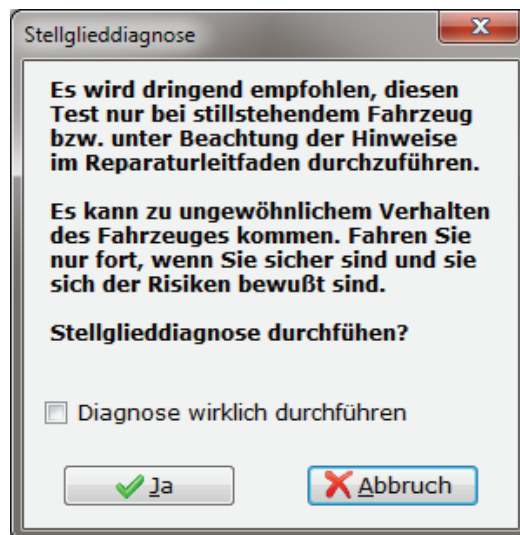 Stellglieddiagnose
Es wird dringend empfohlen, diesen
Test nur bei stillstehendem Fahrzeug
bzw. unter Beachtung der Hinweise
im Reparaturleitfaden durchzuführen.
Es kann zu ungewöhnlichem Verhalten
des Fahrzeuges kommen. Fahren Sie
nur fort, wenn Sie sicher sind und sie
sich der Risiken bewußt sind.
Stellglieddiagnose durchfühen?
Diagnose wirklich durchführen
Ja
Abbruch